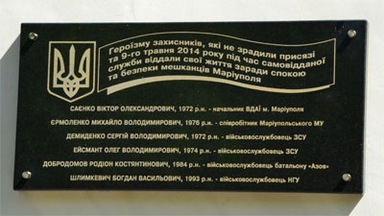 Героїзму захисників, які не зрадили присязі
та 9-го травня 2014 року під час самовідданої
служби віддали свої життя заради спокою
та безпеки мешканців Маріуполя
САЄНКО ВІКТОР ОЛЕКСАНДРОВИЧ, 1972 р.н. - начальник ВДАЇ м. Маріуполя
ЄРМОЛЕНКО МИХАЙЛО ВОЛОДИМИРОВИЧ, 1976 р.н. - співробітник Маріупольського МУ
ДЕМИДЕНКО СЕРГІЙ ВОЛОДИМИРОВИЧ, 1972 р.н. - військовослужбовець ЗСУ
ЕЙСМАНТ ОЛЕГ ВОЛОДИМИРОВИЧ, 1974 р.н. - військовослужбовець ЗСУ
ДОБРОДОМОВ РОДІОН КОСТЯНТИНОВИЧ, 1984 р.н. - військовослужбовець батальону «Азов»
ШЛИМКЕВИЧ БОГДАН ВАСИЛЬОВИЧ, 1993 р.н. - військовослужбовець НГУ